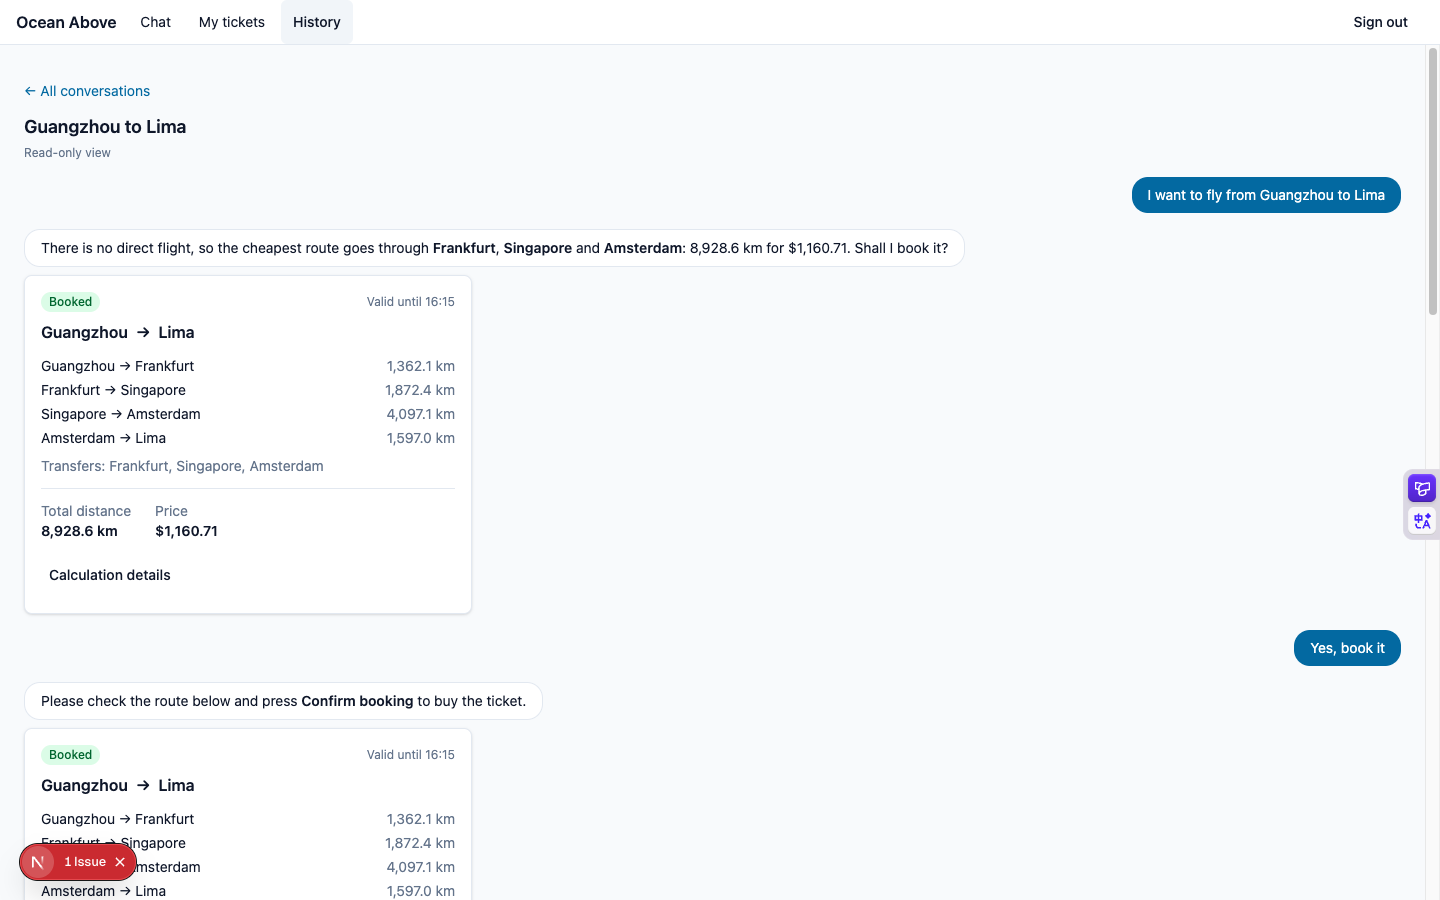 Ocean Above Chat My tickets History Sign out
← All conversations
Guangzhou to Lima
Read-only view
I want to fly from Guangzhou to Lima
There is no direct flight, so the cheapest route goes through Frankfurt, Singapore and Amsterdam: 8,928.6 km for $1,160.71. Shall I book it?
Booked Valid until 16:15
Guangzhou → Lima
Guangzhou → Frankfurt 1,362.1 km
Frankfurt → Singapore 1,872.4 km
Singapore → Amsterdam 4,097.1 km
Amsterdam → Lima 1,597.0 km
Transfers: Frankfurt, Singapore, Amsterdam
Total distance Price
8,928.6 km $1,160.71
Calculation details
Yes, book it
Please check the route below and press Confirm booking to buy the ticket.
Booked Valid until 16:15
Guangzhou → Lima
Guangzhou → Frankfurt 1,362.1 km
Frankfurt → Singapore 1,872.4 km
msterdam 4,097.1 km
N 1 Issue ×
Amsterdam → Lima 1,597.0 km